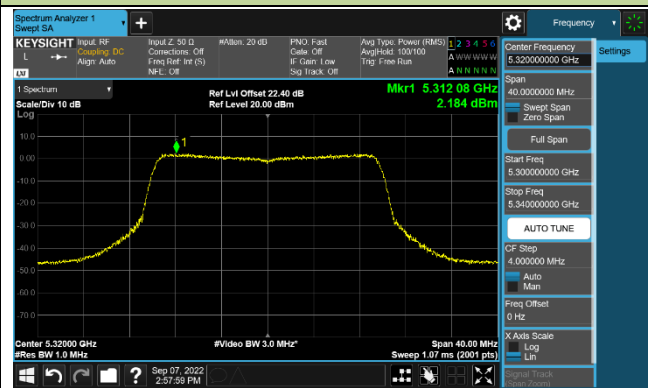 Spectrum Analyzer 1
Swept SA
Frequency
KEYSIGHT
Input: RF
Coupling: DC
Align: Auto
Input Z: 50 Ω
Corrections: Off
Freq Ref: Int (S)
NFE: Off
#Atten: 20 dB
PNO: Fast
Gate: Off
IF Gain: Low
Sig Track: Off
Avg Type: Power (RMS)
Avg|Hold: 100/100
Trig: Free Run
1 2 3 4 5 6
A W W W W W
A N N N N N
L
LXI
1 Spectrum
Scale/Div 10 dB
Log
Ref Lvl Offset 22.40 dB
Ref Level 20.00 dBm
Mkr1 5.312 08 GHz
2.184 dBm
10.0
0.00
-10.0
-20.0
-30.0
-40.0
-50.0
-60.0
-70.0
1
Center 5.32000 GHz
#Res BW 1.0 MHz
#Video BW 3.0 MHz*
Span 40.00 MHz
Sweep 1.07 ms (2001 pts)
Center Frequency
5.320000000 GHz
Settings
Span
40.0000000 MHz
Swept Span
Zero Span
Full Span
Start Freq
5.300000000 GHz
Stop Freq
5.340000000 GHz
AUTO TUNE
CF Step
4.000000 MHz
Auto
Man
Freq Offset
0 Hz
X Axis Scale
Log
Lin
Signal Track
(Span Zoom)
Sep 07, 2022
2:57:59 PM